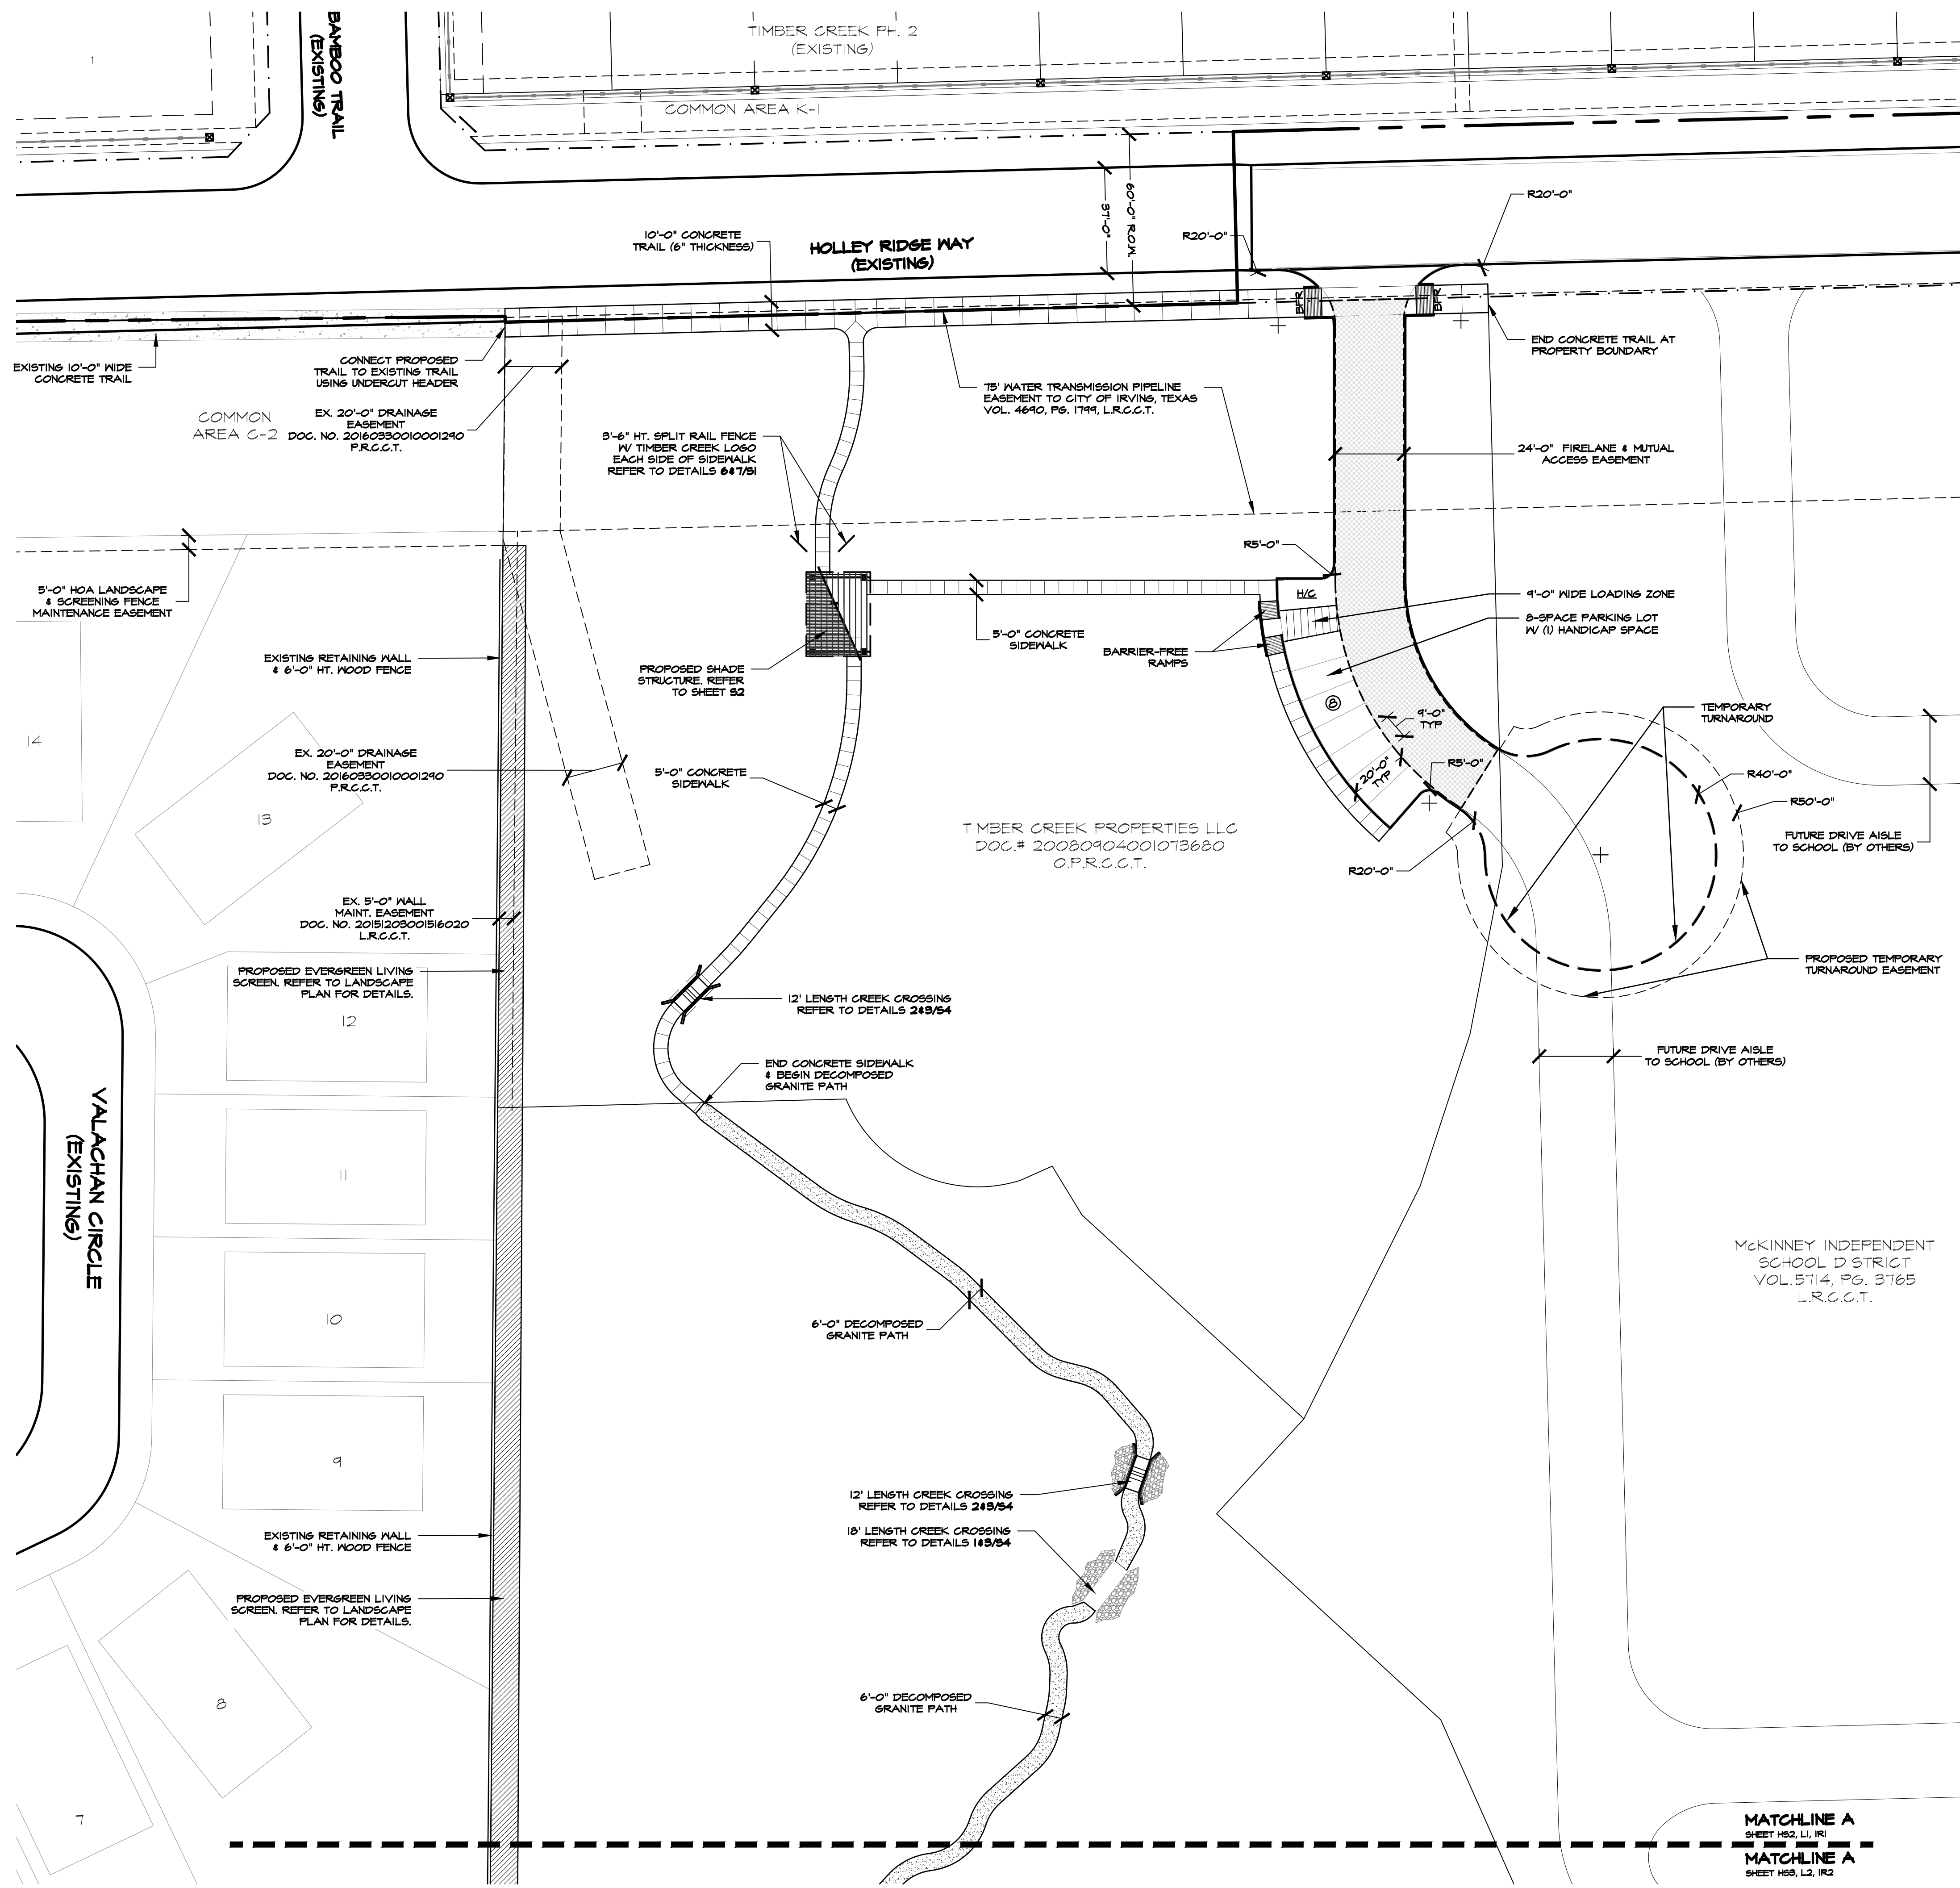 BAMBOO TRAIL
(EXISTING)
1
TIMBER CREEK PH. 2
(EXISTING)
COMMON AREA K-1
37'-0"
60'-0" R.O.W.
R20'-0"
R20'-0"
10'-0" CONCRETE
TRAIL (6" THICKNESS)
HOLLEY RIDGE WAY
(EXISTING)
BFR
BFR
EXISTING 10'-0" WIDE
CONCRETE TRAIL
CONNECT PROPOSED
TRAIL TO EXISTING TRAIL
USING UNDERCUT HEADER
END CONCRETE TRAIL AT
PROPERTY BOUNDARY
COMMON
AREA C-2
EX. 20'-0" DRAINAGE
EASEMENT
DOC. NO. 20160330010001290
P.R.C.C.T.
75' WATER TRANSMISSION PIPELINE
EASEMENT TO CITY OF IRVING, TEXAS
VOL. 4690, PG. 1799, L.R.C.C.T.
3'-6" HT. SPLIT RAIL FENCE
W/ TIMBER CREEK LOGO
EACH SIDE OF SIDEWALK
REFER TO DETAILS 6&7/S1
24'-0" FIRELANE & MUTUAL
ACCESS EASEMENT
R5'-0"
5'-0" HOA LANDSCAPE
& SCREENING FENCE
MAINTENANCE EASEMENT
H/C
9'-0" WIDE LOADING ZONE
8-SPACE PARKING LOT
W/ (1) HANDICAP SPACE
5'-0" CONCRETE
SIDEWALK
BARRIER-FREE
RAMPS
EXISTING RETAINING WALL
& 6'-0" HT. WOOD FENCE
PROPOSED SHADE
STRUCTURE. REFER
TO SHEET S2
8
9'-0"
TYP
TEMPORARY
TURNAROUND
14
EX. 20'-0" DRAINAGE
EASEMENT
DOC. NO. 20160330010001290
P.R.C.C.T.
5'-0" CONCRETE
SIDEWALK
20'-0"
TYP
R5'-0"
R40'-0"
R50'-0"
13
TIMBER CREEK PROPERTIES LLC
DOC.# 20080904001073680
O.P.R.C.C.T.
FUTURE DRIVE AISLE
TO SCHOOL (BY OTHERS)
R20'-0"
EX. 5'-0" WALL
MAINT. EASEMENT
DOC. NO. 20151203001516020
L.R.C.C.T.
PROPOSED EVERGREEN LIVING
SCREEN. REFER TO LANDSCAPE
PLAN FOR DETAILS.
PROPOSED TEMPORARY
TURNAROUND EASEMENT
12
12' LENGTH CREEK CROSSING
REFER TO DETAILS 2&3/S4
FUTURE DRIVE AISLE
TO SCHOOL (BY OTHERS)
END CONCRETE SIDEWALK
& BEGIN DECOMPOSED
GRANITE PATH
VALACHAN CIRCLE
(EXISTING)
11
McKINNEY INDEPENDENT
SCHOOL DISTRICT
VOL.5714, PG. 3765
L.R.C.C.T.
10
6'-0" DECOMPOSED
GRANITE PATH
9
12' LENGTH CREEK CROSSING
REFER TO DETAILS 2&3/S4
18' LENGTH CREEK CROSSING
REFER TO DETAILS 1&3/S4
EXISTING RETAINING WALL
& 6'-0" HT. WOOD FENCE
PROPOSED EVERGREEN LIVING
SCREEN. REFER TO LANDSCAPE
PLAN FOR DETAILS.
8
6'-0" DECOMPOSED
GRANITE PATH
7
MATCHLINE A
SHEET HS2, L1, IR1
MATCHLINE A
SHEET HS3, L2, IR2